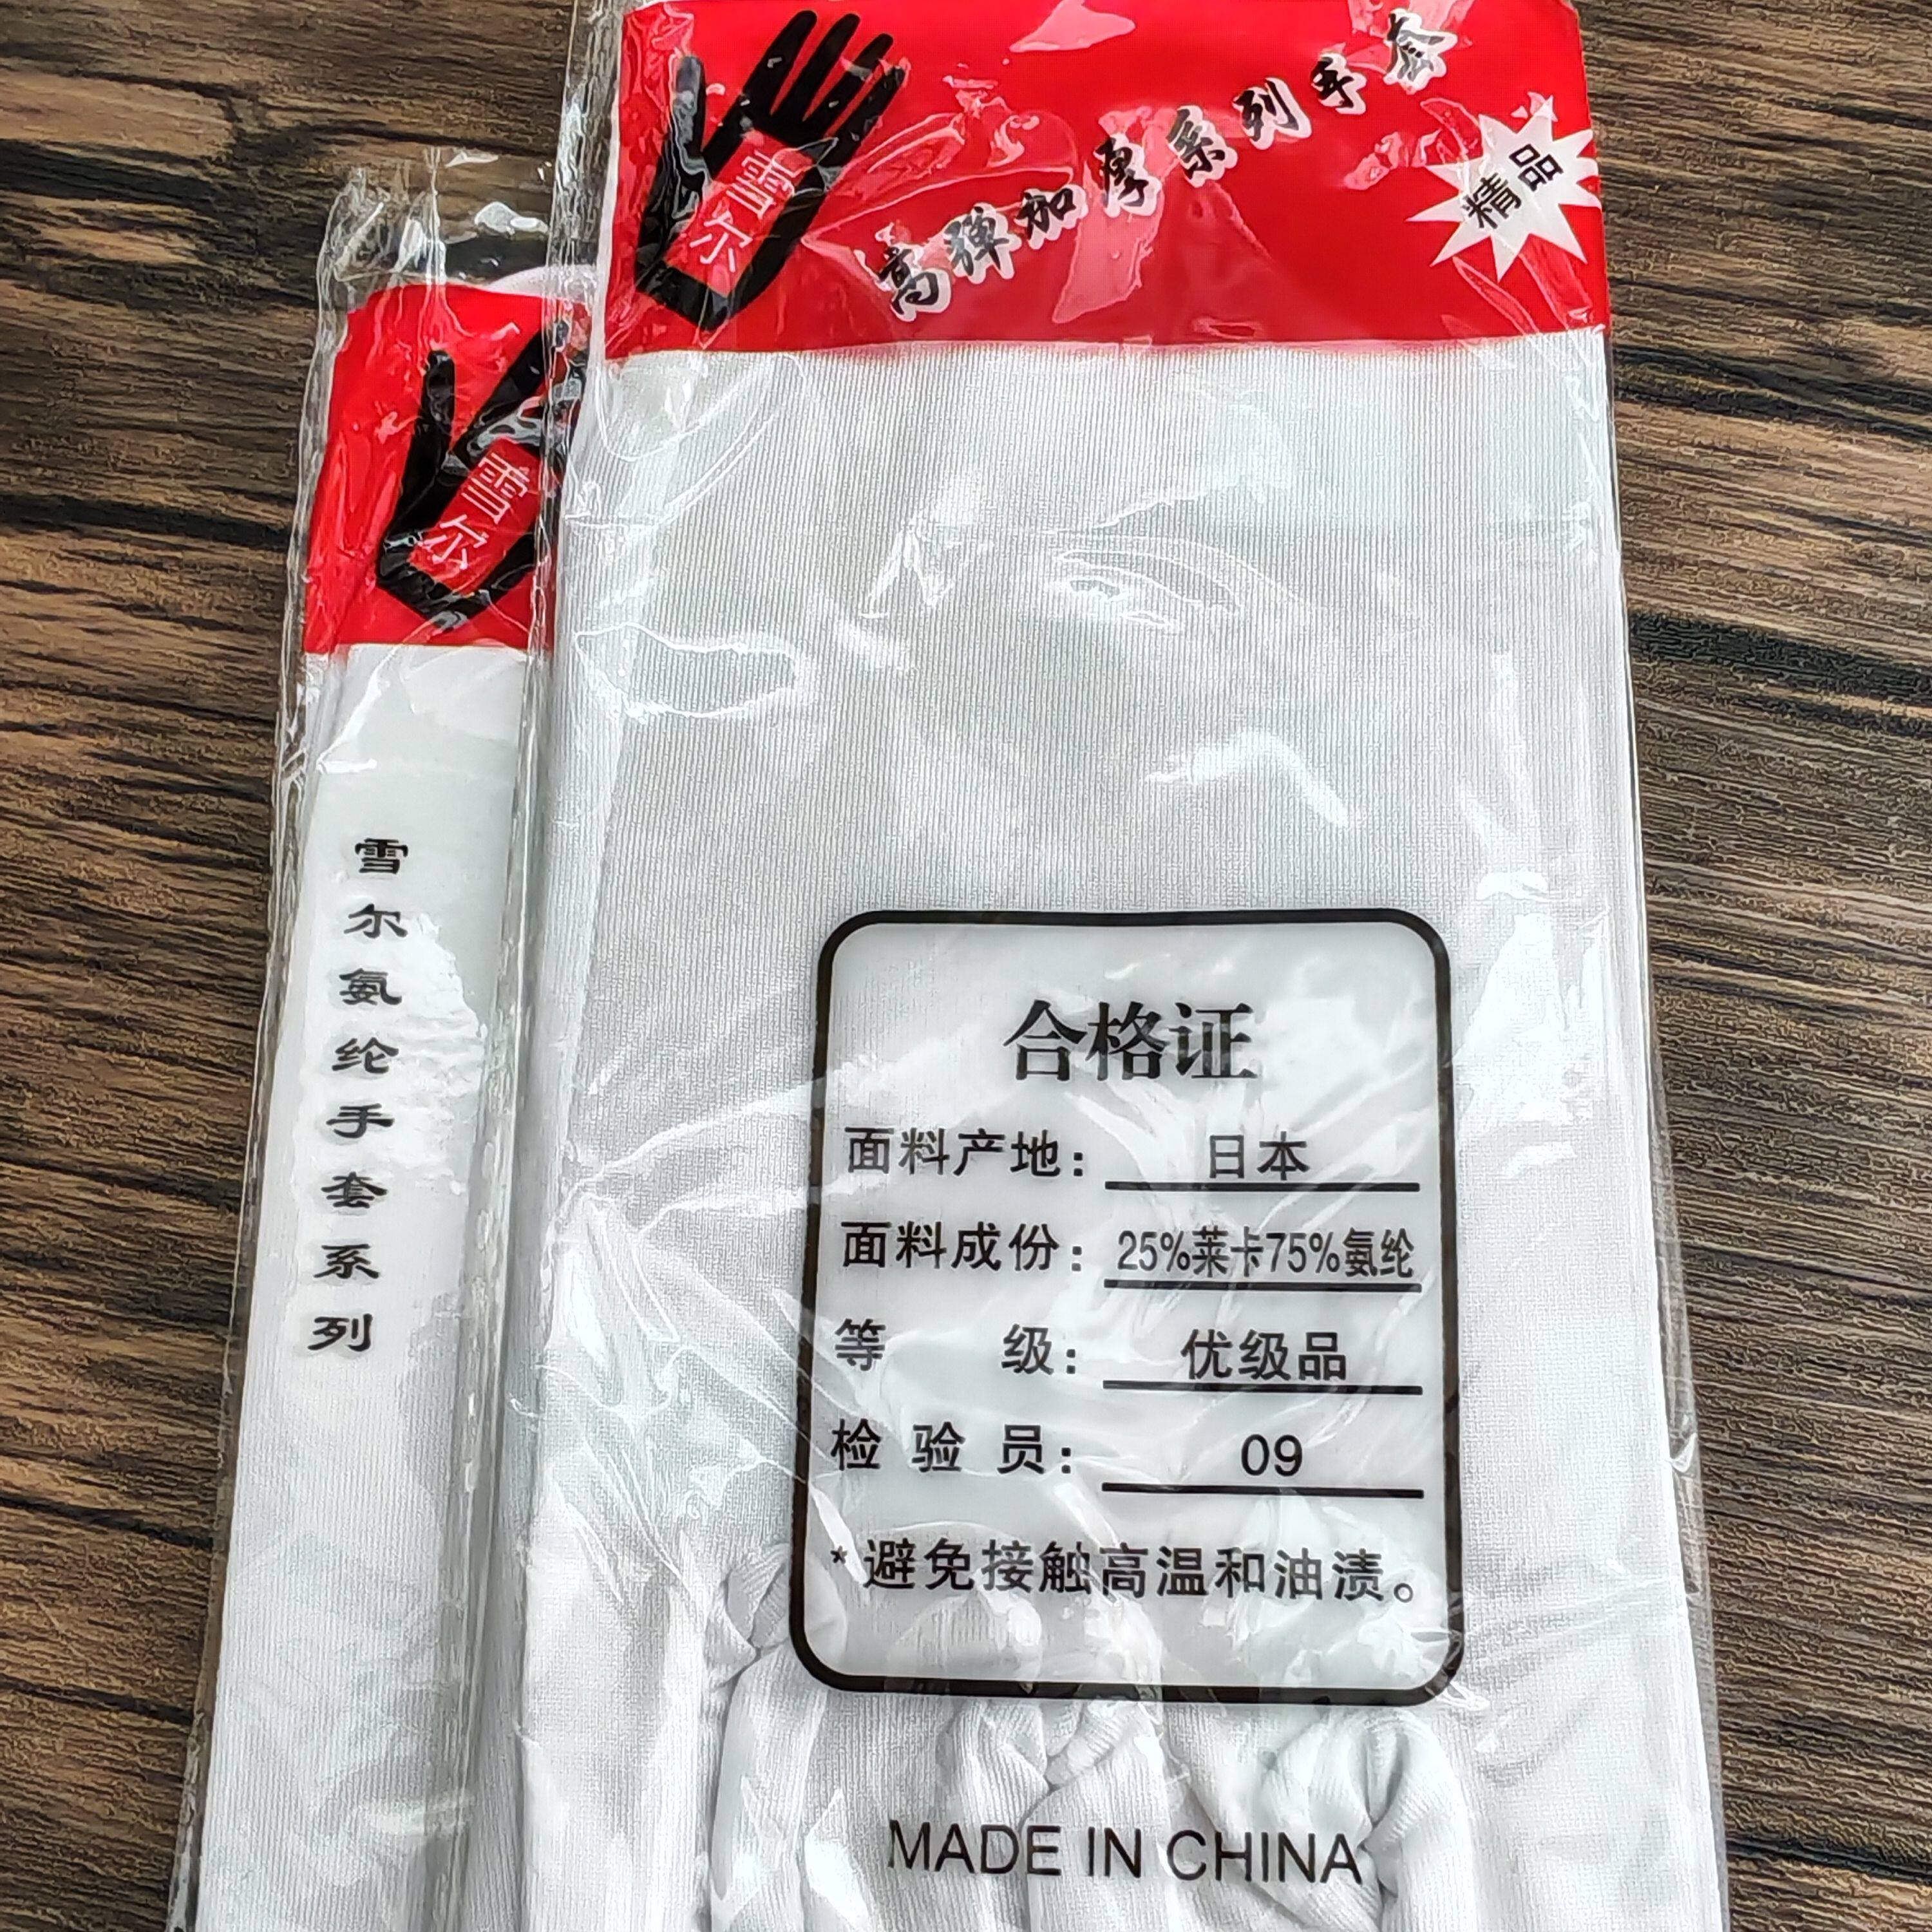 雪尔
高弹加厚系列手套
精品
雪尔
雪尔氨纶手套系列
合格证
面料产地: 日本
面料成份: 25%莱卡75%氨纶
等 级: 优级品
检验员: 09
*避免接触高温和油渍。
MADE IN CHINA